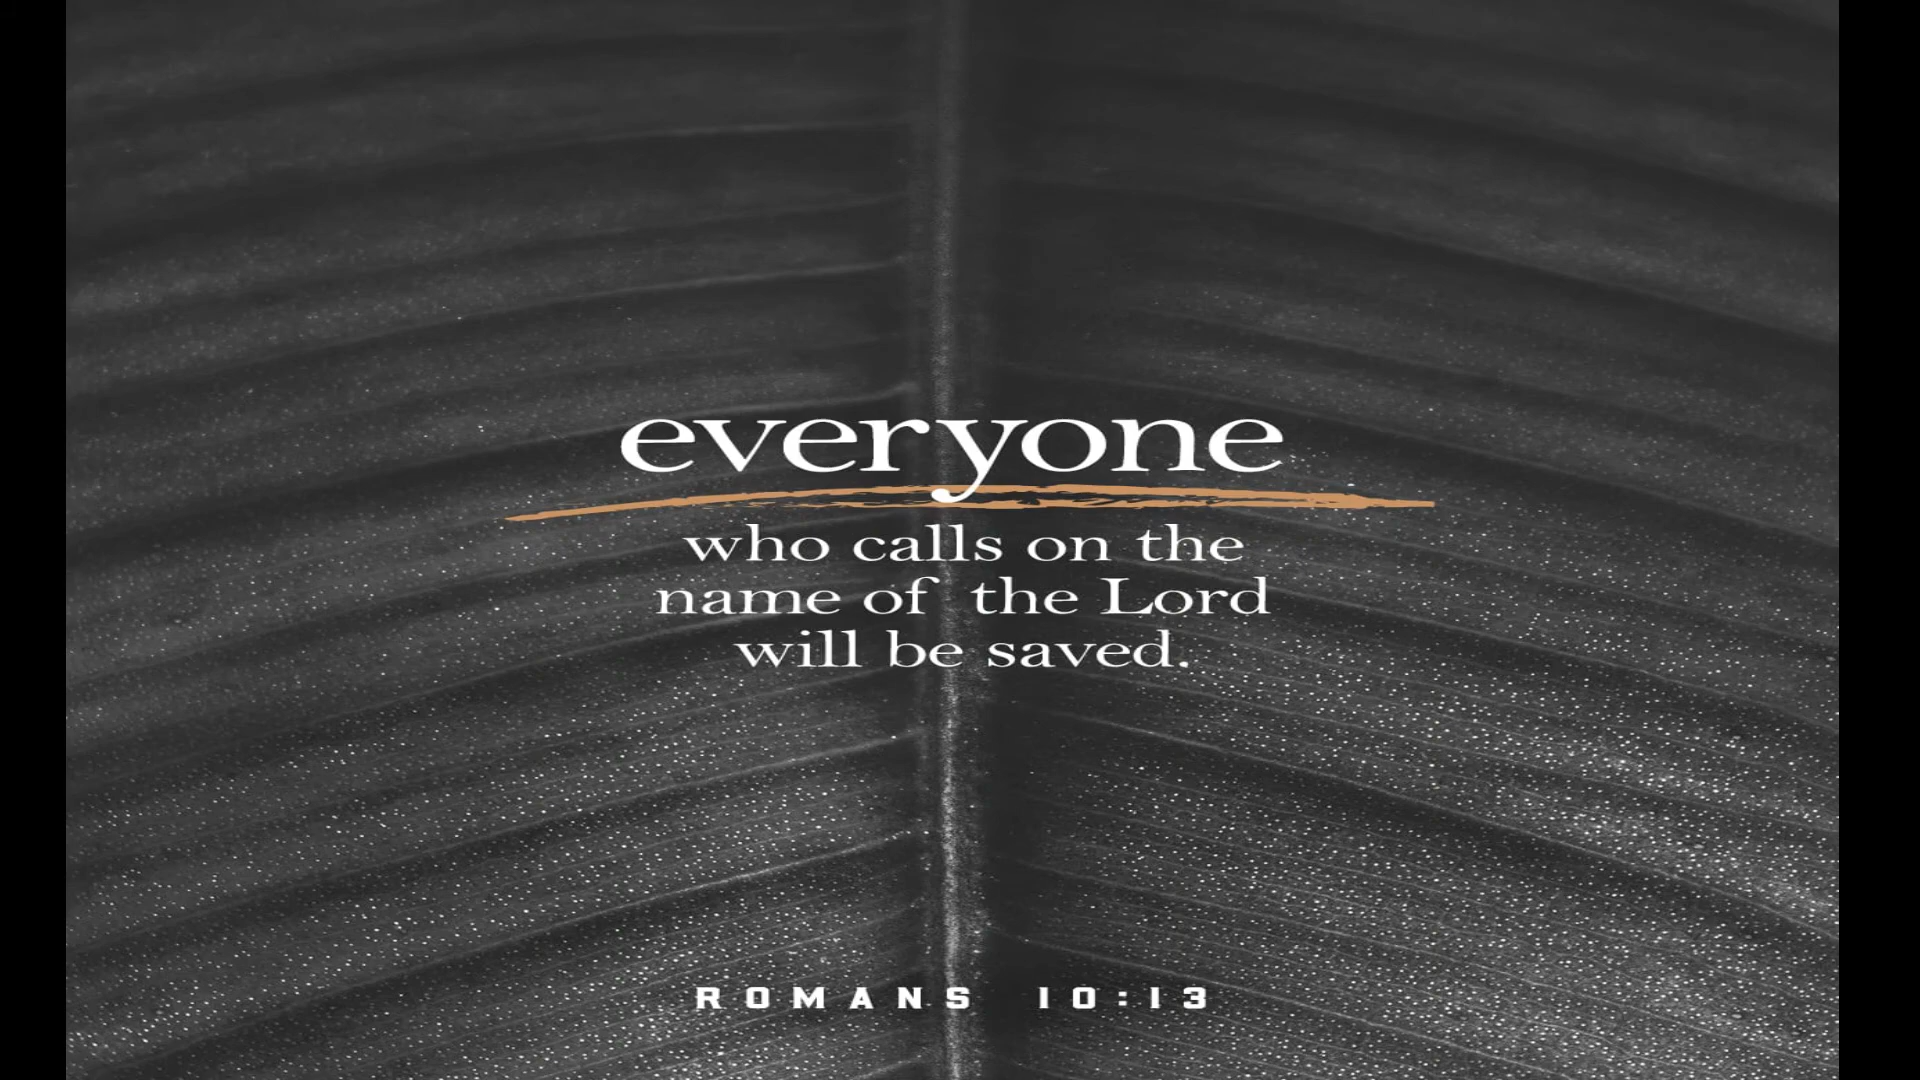 everyone
who calls on the
name of the Lord
will be saved.
ROMANS 10:13